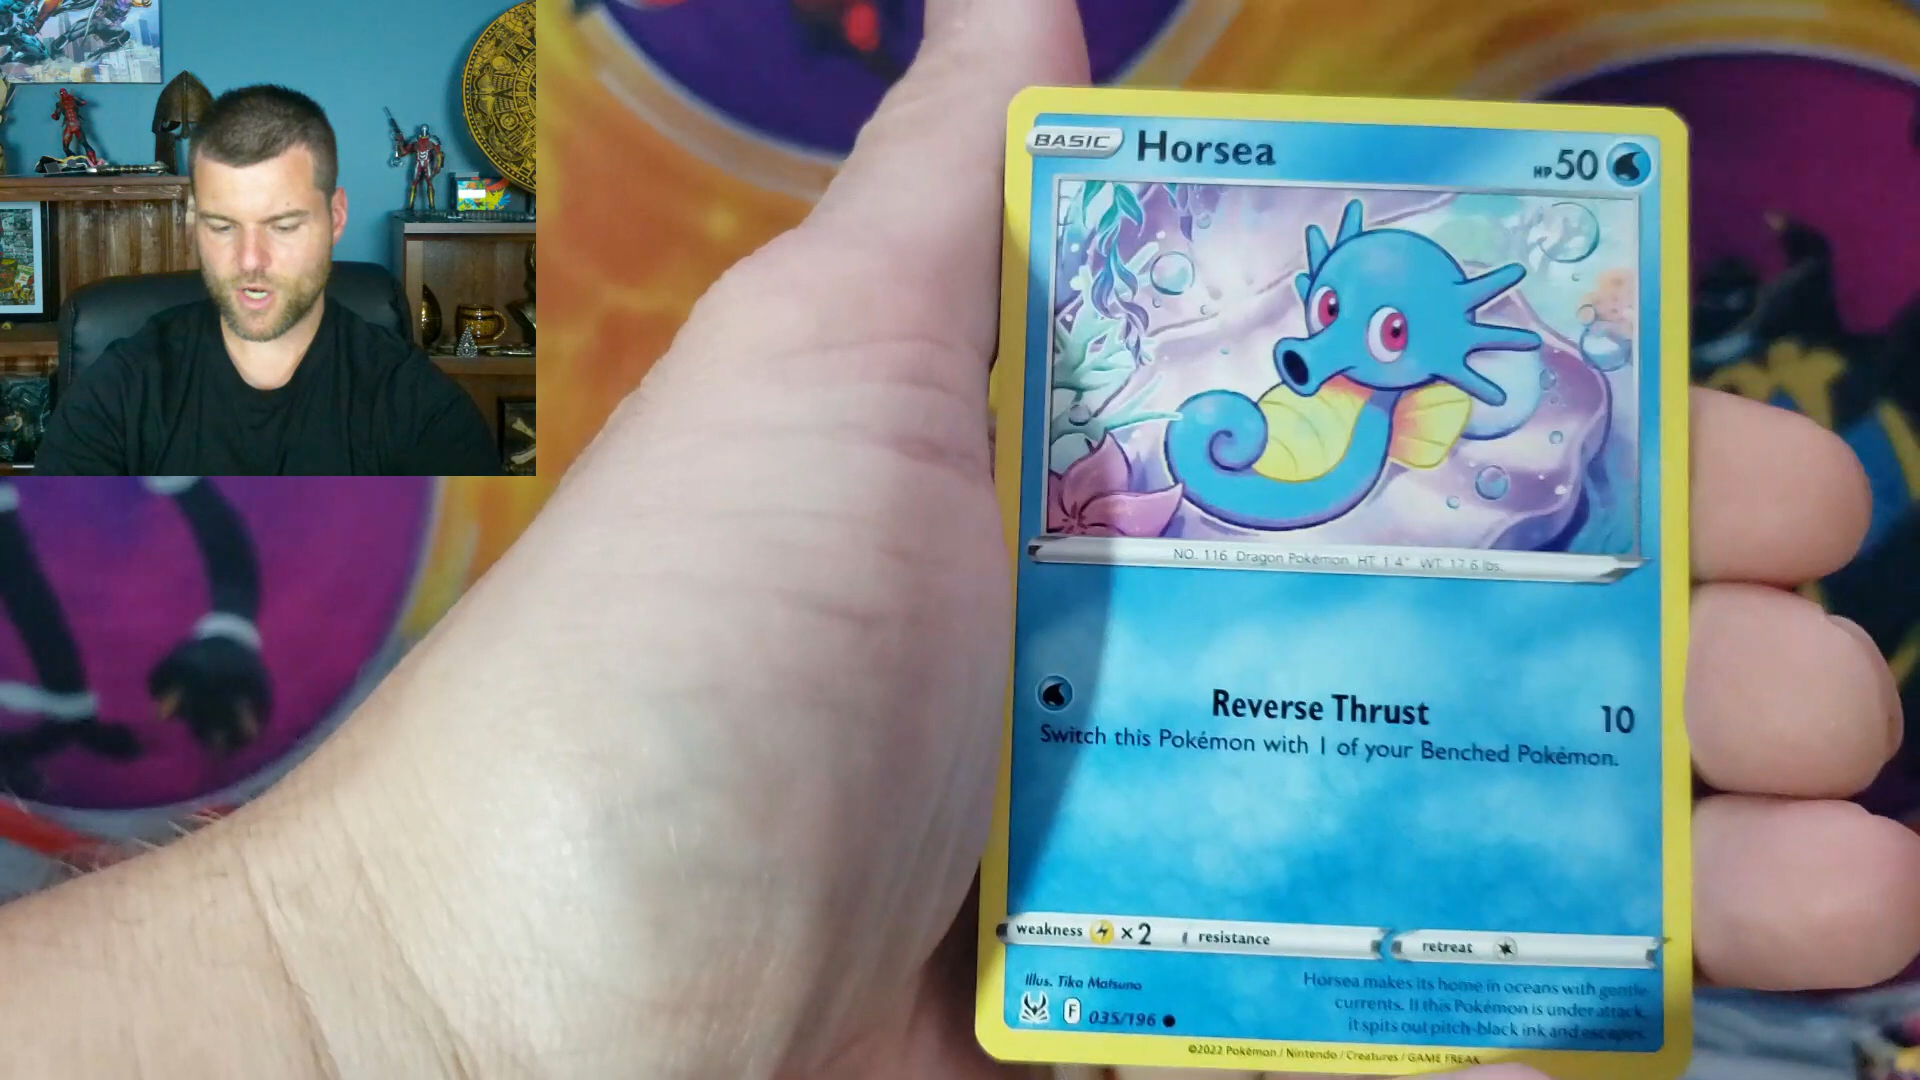 BASIC Horsea HP 50
NO. 116 Dragon Pokémon HT 1'4" WT 17.6 lbs.
Reverse Thrust 10
Switch this Pokémon with 1 of your Benched Pokémon.
weakness ×2 resistance retreat
Illus. Tika Matsuno
F 035/196
Horsea makes its home in oceans with gentle
currents. If this Pokémon is under attack,
it spits out pitch-black ink and escapes.
©2022 Pokémon / Nintendo / Creatures / GAME FREAK